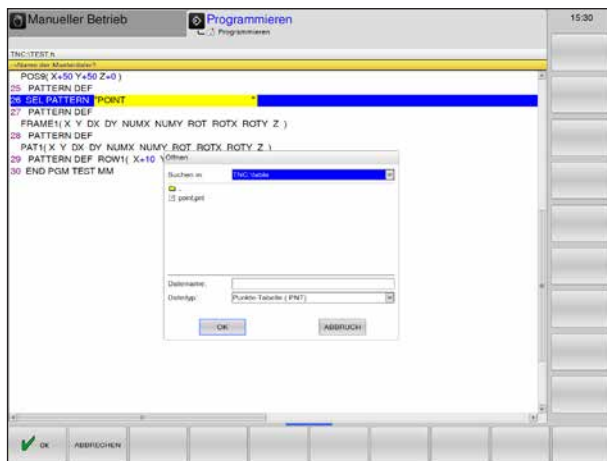 Manueller Betrieb
Programmieren
Programmieren
15:30
TNC:\TEST.h
POS9( X+50 Y+50 Z+0 )
25 PATTERN DEF
26 SEL PATTERN "POINT "
27 PATTERN DEF
FRAME1( X Y DX DY NUMX NUMY ROT ROTX ROTY Z )
28 PATTERN DEF
PAT1( X Y DX DY NUMX NUMY ROT ROTX ROTY Z )
29 PATTERN DEF ROW1( X+10
30 END PGM TEST MM
Öffnen
Suchen in:
TNC:\table
..
point.pnt
Dateiname:
Dateityp:
Punkte-Tabelle (.PNT)
OK
ABBRUCH
OK
ABBRECHEN